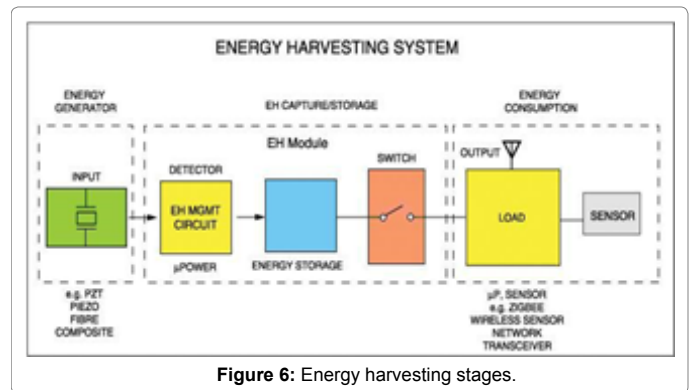 ENERGY HARVESTING SYSTEM
ENERGY
GENERATOR
EH CAPTURE/STORAGE
ENERGY
CONSUMPTION
EH Module
INPUT
DETECTOR
EH MGMT
CIRCUIT
µPOWER
ENERGY STORAGE
SWITCH
OUTPUT
LOAD
SENSOR
e.g. PZT
PIEZO
FIBRE
COMPOSITE
µP, SENSOR
e.g. ZIGBEE
WIRELESS SENSOR
NETWORK
TRANSCEIVER
Figure 6: Energy harvesting stages.